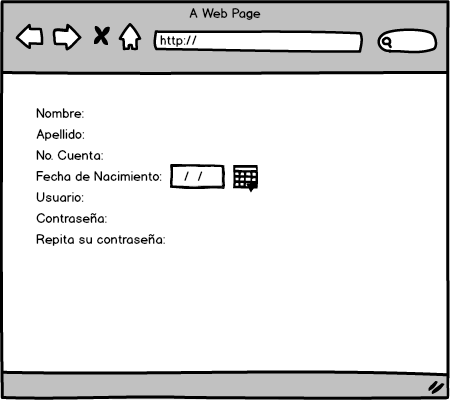 A Web Page
http://
Nombre:
Apellido:
No. Cuenta:
Fecha de Nacimiento: / /
Usuario:
Contraseña:
Repita su contraseña: